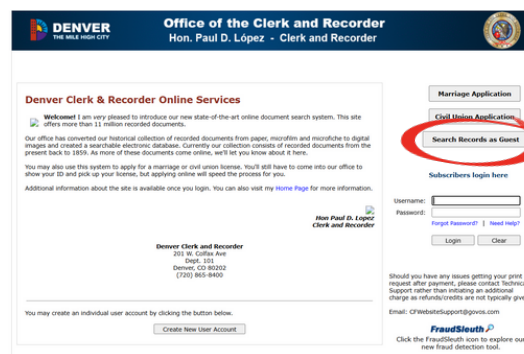 DENVER
THE MILE HIGH CITY
Office of the Clerk and Recorder
Hon. Paul D. López - Clerk and Recorder
Denver Clerk & Recorder Online Services
Welcome! I am very pleased to introduce our new state-of-the-art online document search system. This site
offers more than 11 million recorded documents.
Our office has converted our historical collection of recorded documents from paper, microfilm and microfiche to digital
images and created a searchable electronic database. Currently our collection consists of recorded documents from the
present back to 1859. As more of these documents come online, we'll let you know about it here.
You may also use this system to apply for a marriage or civil union license. You'll still have to come into our office to
show your ID and pick up your license, but applying online will speed the process for you.
Additional information about the site is available once you login. You can also visit my Home Page for more information.
Hon Paul D. Lopez
Clerk and Recorder
Denver Clerk and Recorder
201 W. Colfax Ave
Dept. 101
Denver, CO 80202
(720) 865-8400
You may create an individual user account by clicking the button below.
Create New User Account
Marriage Application
Civil Union Application
Search Records as Guest
Subscribers login here
Username:
Password:
Forgot Password? | Need Help?
Login Clear
Should you have any issues getting your print
request after payment, please contact Technica
Support rather than initiating an additional
charge as refunds/credits are not typically give
Email: CFWebsiteSupport@govos.com
FraudSleuth
Click the FraudSleuth icon to explore our
new fraud detection tool.